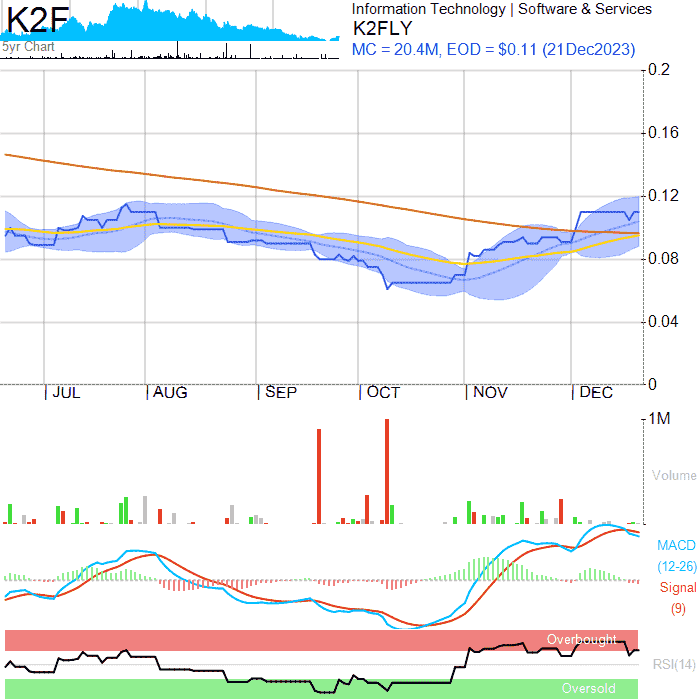 K2F
5yr Chart
Information Technology | Software & Services
K2FLY
MC = 20.4M, EOD = $0.11 (21Dec2023)
0.2
0.16
0.12
0.08
0.04
0
JUL AUG SEP OCT NOV DEC
1M
Volume
MACD
(12-26)
Signal
(9)
Overbought
RSI(14)
Oversold